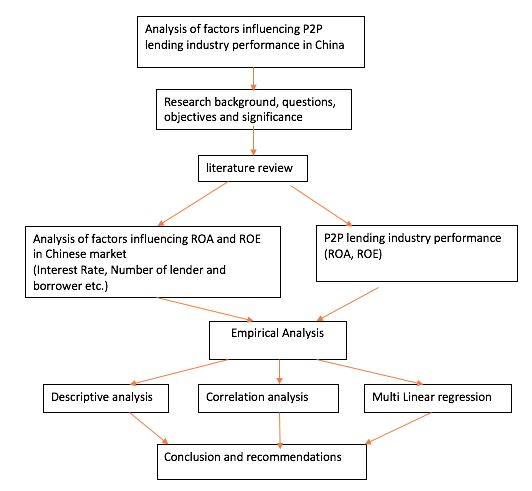 Analysis of factors influencing P2P
lending industry performance in China
Research background, questions,
objectives and significance
literature review
Analysis of factors influencing ROA and ROE
in Chinese market
(Interest Rate, Number of lender and
borrower etc.)
P2P lending industry performance
(ROA, ROE)
Empirical Analysis
Descriptive analysis
Correlation analysis
Multi Linear regression
Conclusion and recommendations